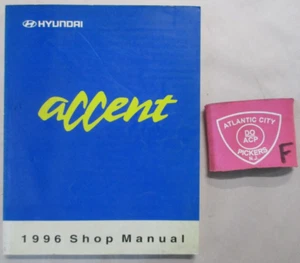 HYUNDAI
accent
1996 Shop Manual
ATLANTIC CITY
DO
ACP
PICKERS
N.J
F